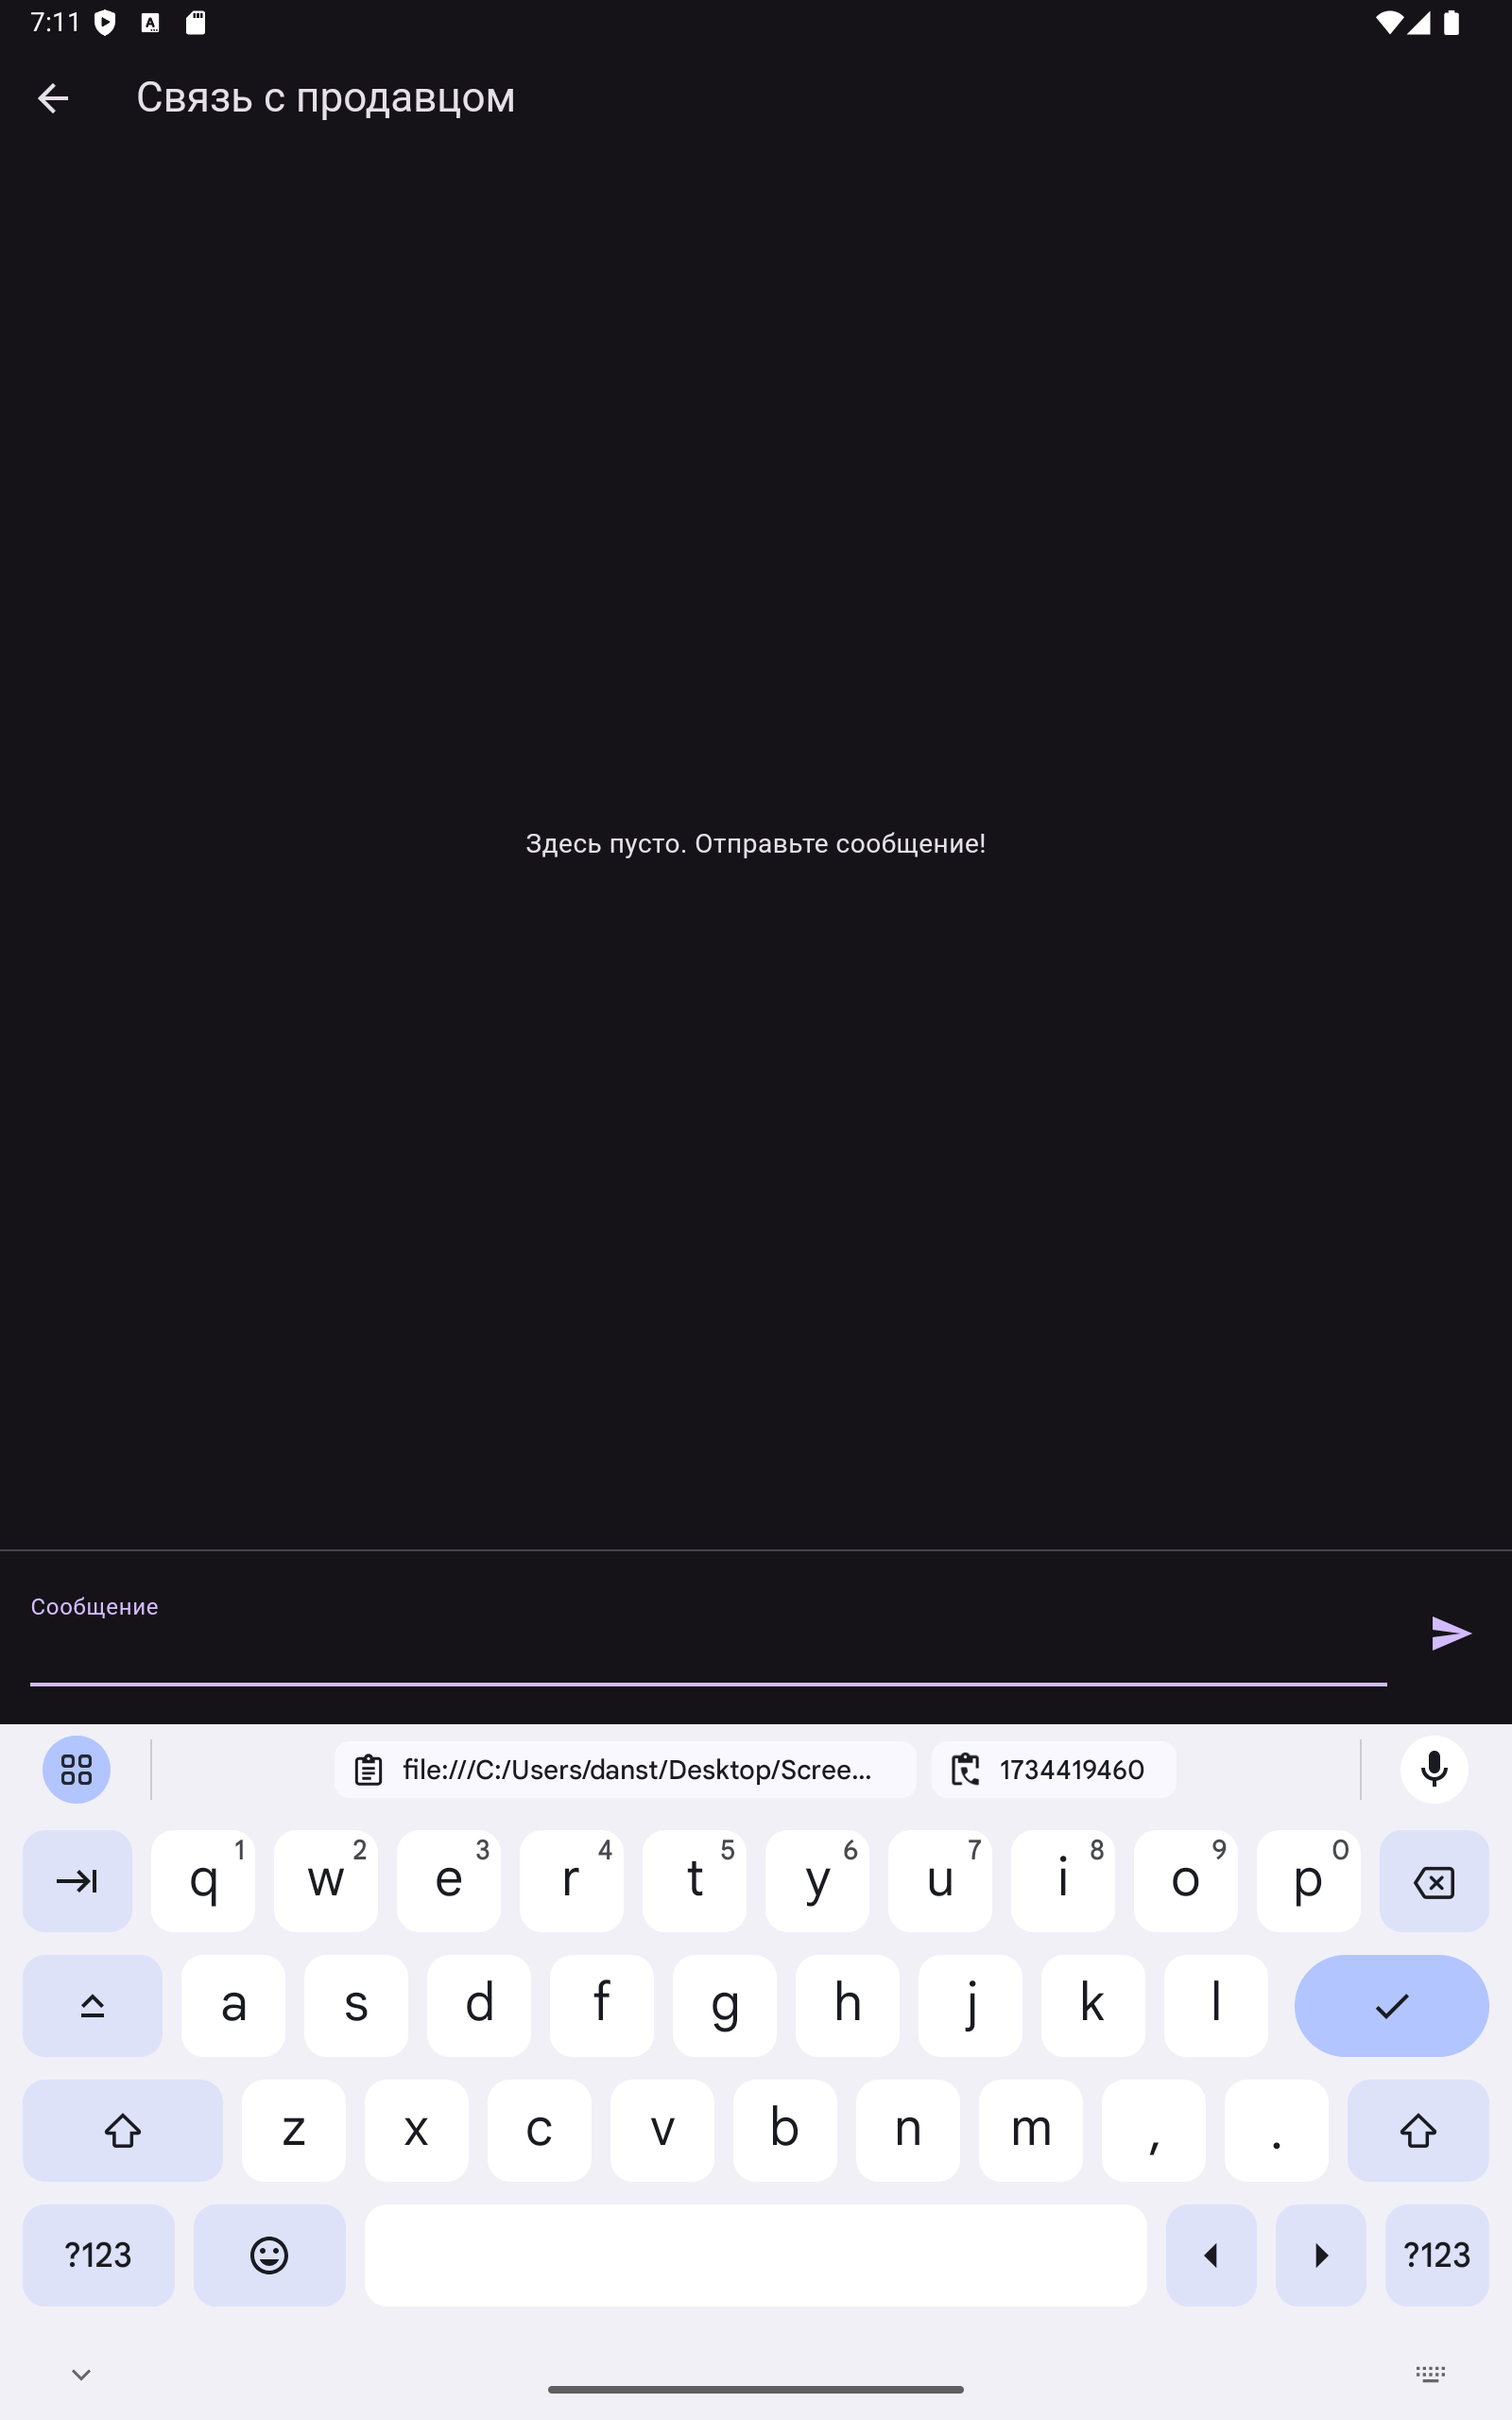 7:11
Связь с продавцом
Здесь пусто. Отправьте сообщение!
Сообщение
file:///C:/Users/danst/Desktop/Scree... 1734419460
q 1 w 2 e 3 r 4 t 5 y 6 u 7 i 8 o 9 p 0
a s d f g h j k l
z x c v b n m , .
?123 ?123